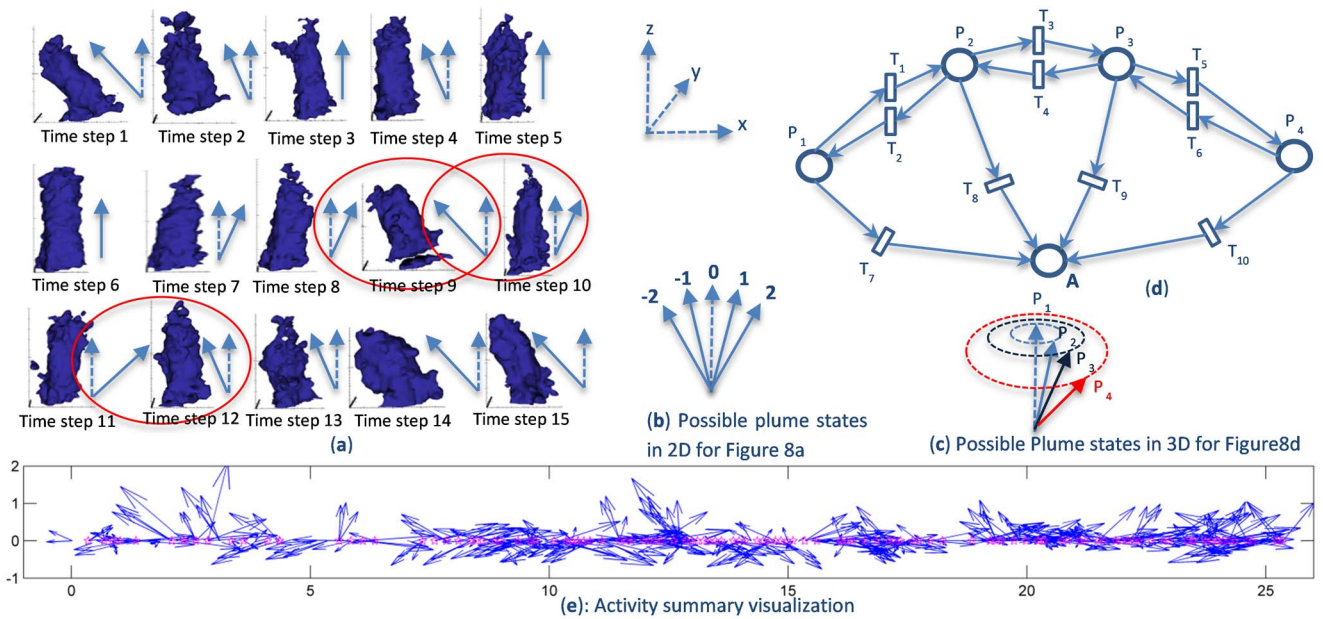 Time step 1
Time step 2
Time step 3
Time step 4
Time step 5
Time step 6
Time step 7
Time step 8
Time step 9
Time step 10
Time step 11
Time step 12
Time step 13
Time step 14
Time step 15
(a)
z
y
x
-2
-1
0
1
2
(b) Possible plume states
in 2D for Figure 8a
P1
P2
P3
P4
T1
T2
T3
T4
T5
T6
T7
T8
T9
T10
A
(d)
P1
P2
P3
P4
(c) Possible Plume states in 3D for Figure8d
2
1
0
-1
0
5
10
15
20
25
(e): Activity summary visualization